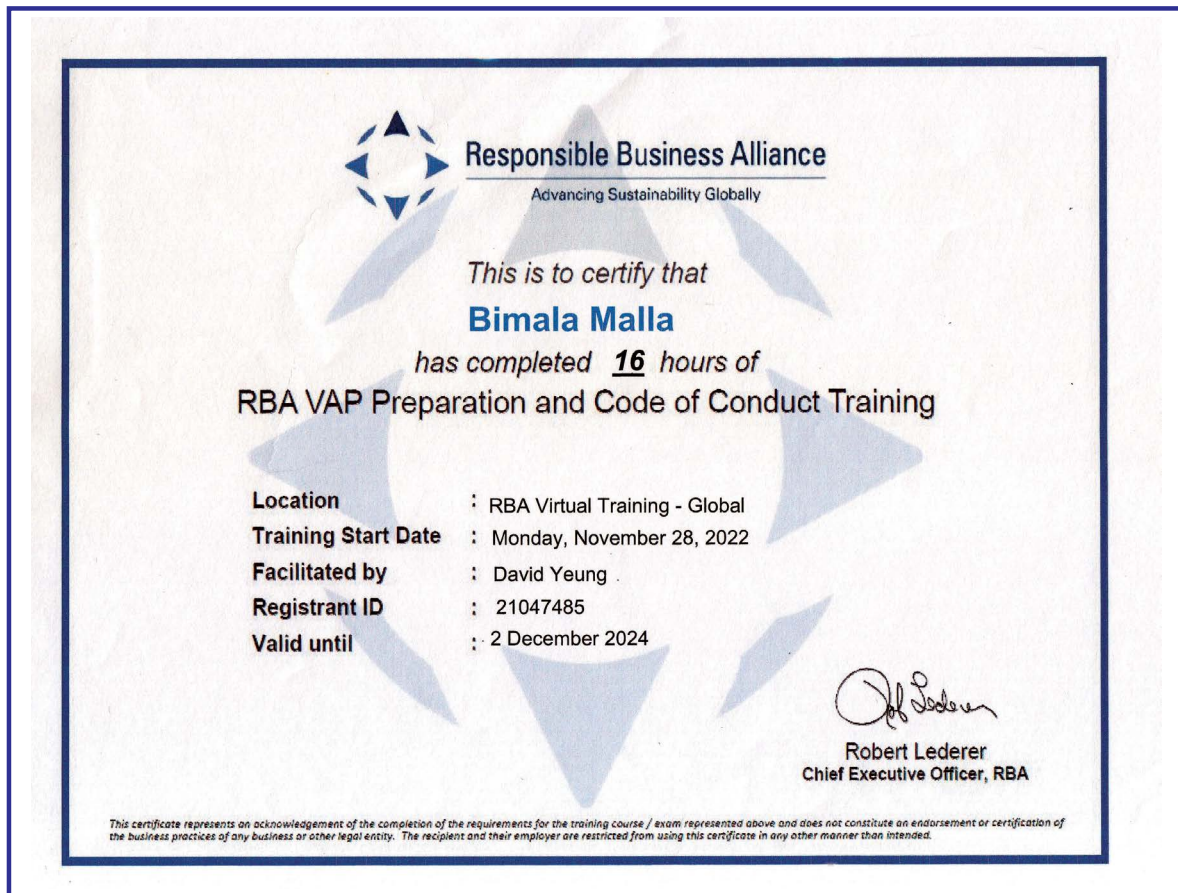 Responsible Business Alliance
Advancing Sustainability Globally
This is to certify that
Bimala Malla
has completed 16 hours of
RBA VAP Preparation and Code of Conduct Training
Location : RBA Virtual Training - Global
Training Start Date : Monday, November 28, 2022
Facilitated by : David Yeung
Registrant ID : 21047485
Valid until : 2 December 2024
Rob Lederer
Robert Lederer
Chief Executive Officer, RBA
This certificate represents an acknowledgement of the completion of the requirements for the training course / exam represented above and does not constitute an endorsement or certification of
the business practices of any business or other legal entity. The recipient and their employer are restricted from using this certificate in any other manner than intended.